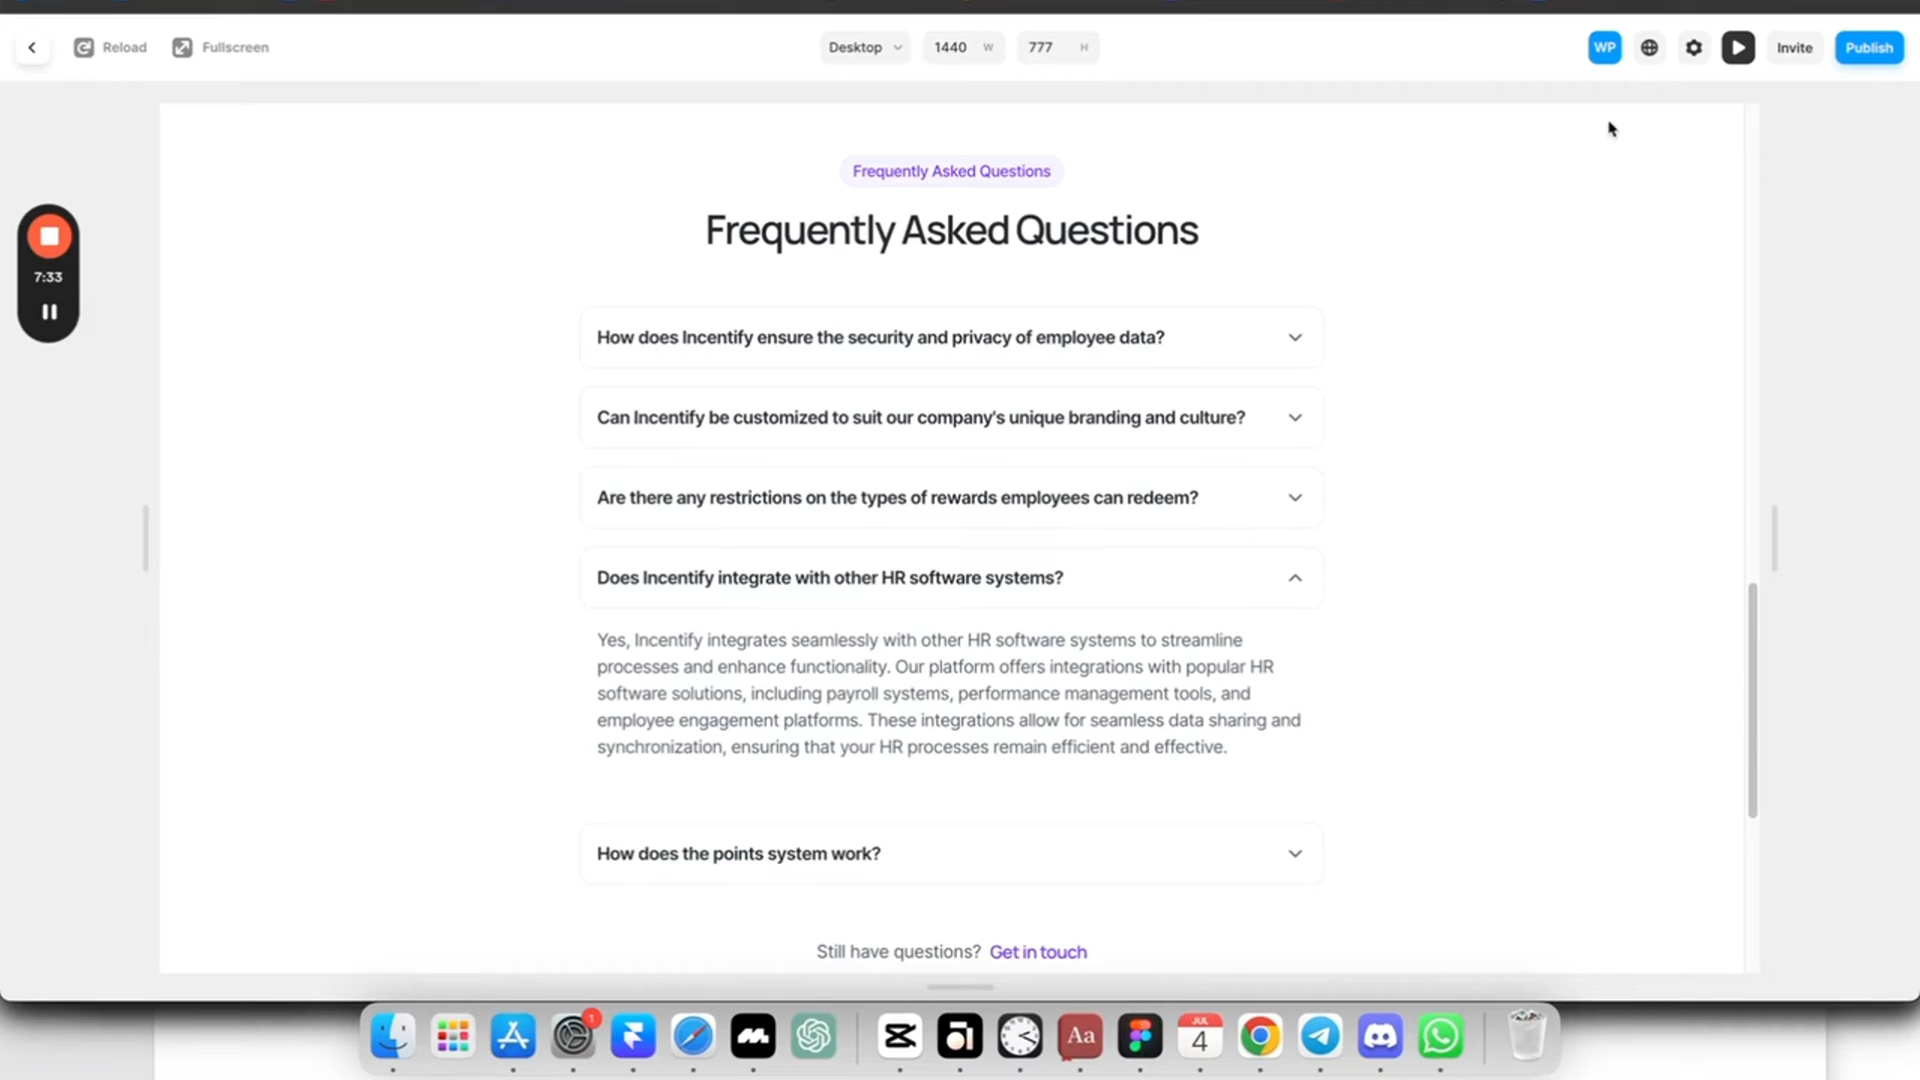 Reload
Fullscreen
Desktop
1440 W
777 H
WP
Invite
Publish
Frequently Asked Questions
Frequently Asked Questions
7:33
How does Incentify ensure the security and privacy of employee data?
Can Incentify be customized to suit our company's unique branding and culture?
Are there any restrictions on the types of rewards employees can redeem?
Does Incentify integrate with other HR software systems?
Yes, Incentify integrates seamlessly with other HR software systems to streamline
processes and enhance functionality. Our platform offers integrations with popular HR
software solutions, including payroll systems, performance management tools, and
employee engagement platforms. These integrations allow for seamless data sharing and
synchronization, ensuring that your HR processes remain efficient and effective.
How does the points system work?
Still have questions? Get in touch
1
Aa
JUL
4